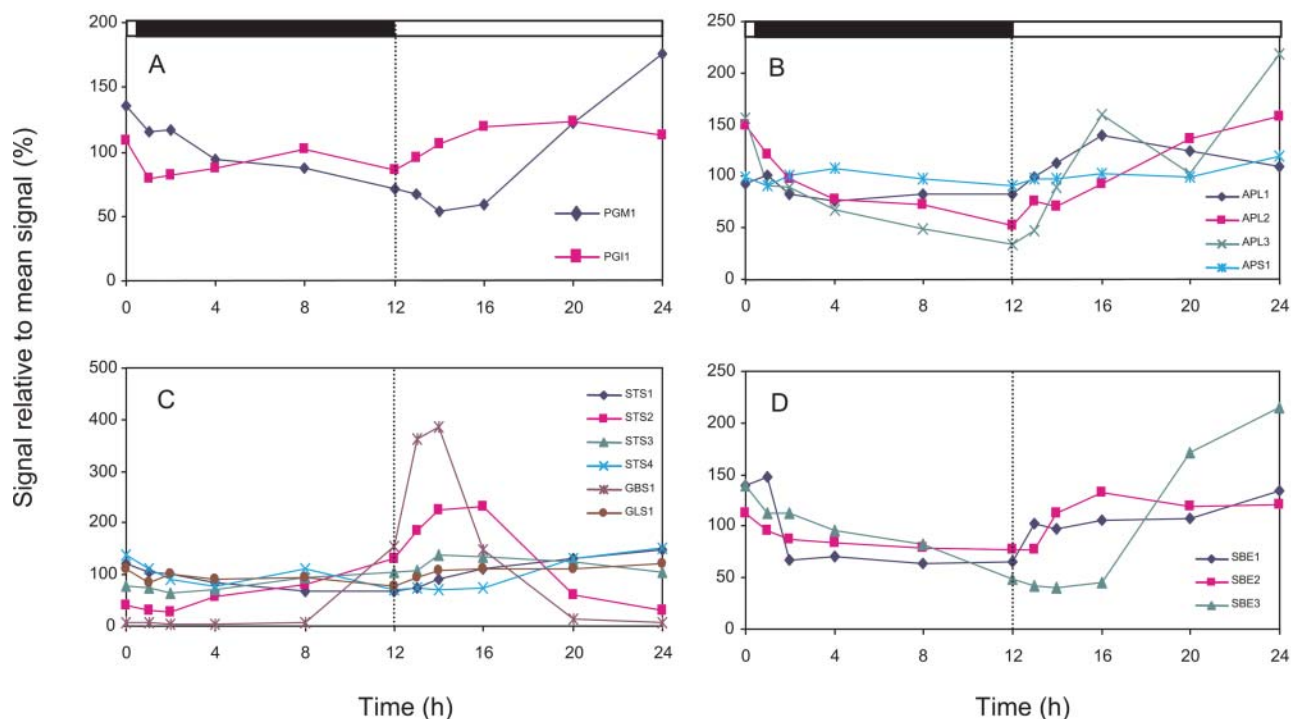 Signal relative to mean signal (%)
200
150
100
50
0
A
PGM1
PGI1
0 4 8 12 16 20 24
250
200
150
100
50
0
B
APL1
APL2
APL3
APS1
0 4 8 12 16 20 24
500
400
300
200
100
0
C
STS1
STS2
STS3
STS4
GBS1
GLS1
0 4 8 12 16 20 24
Time (h)
250
200
150
100
50
0
D
SBE1
SBE2
SBE3
0 4 8 12 16 20 24
Time (h)